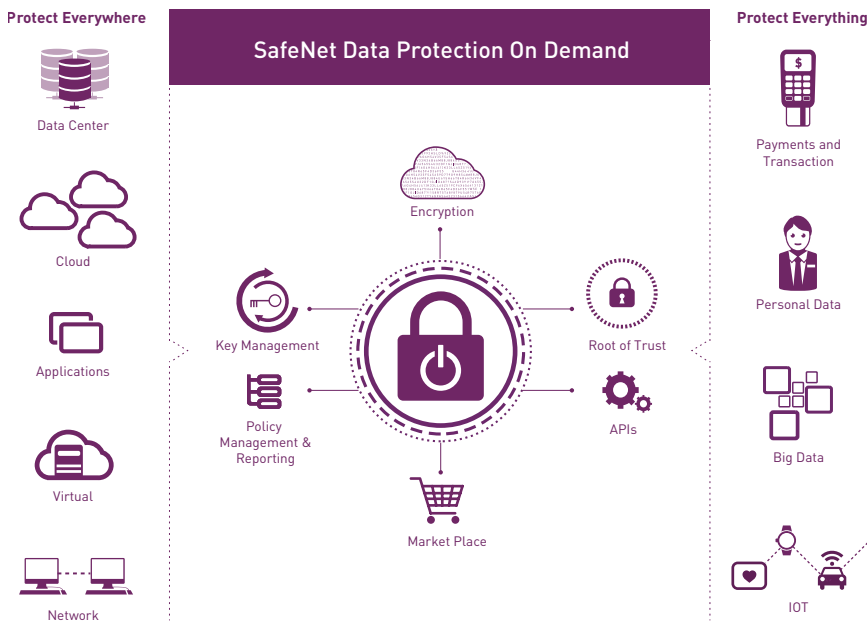 Protect Everywhere
Data Center
Cloud
Applications
Virtual
Network
SafeNet Data Protection On Demand
Encryption
Key Management
Root of Trust
Policy
Management &
Reporting
APIs
Market Place
Protect Everything
$
Payments and
Transaction
Personal Data
Big Data
IOT